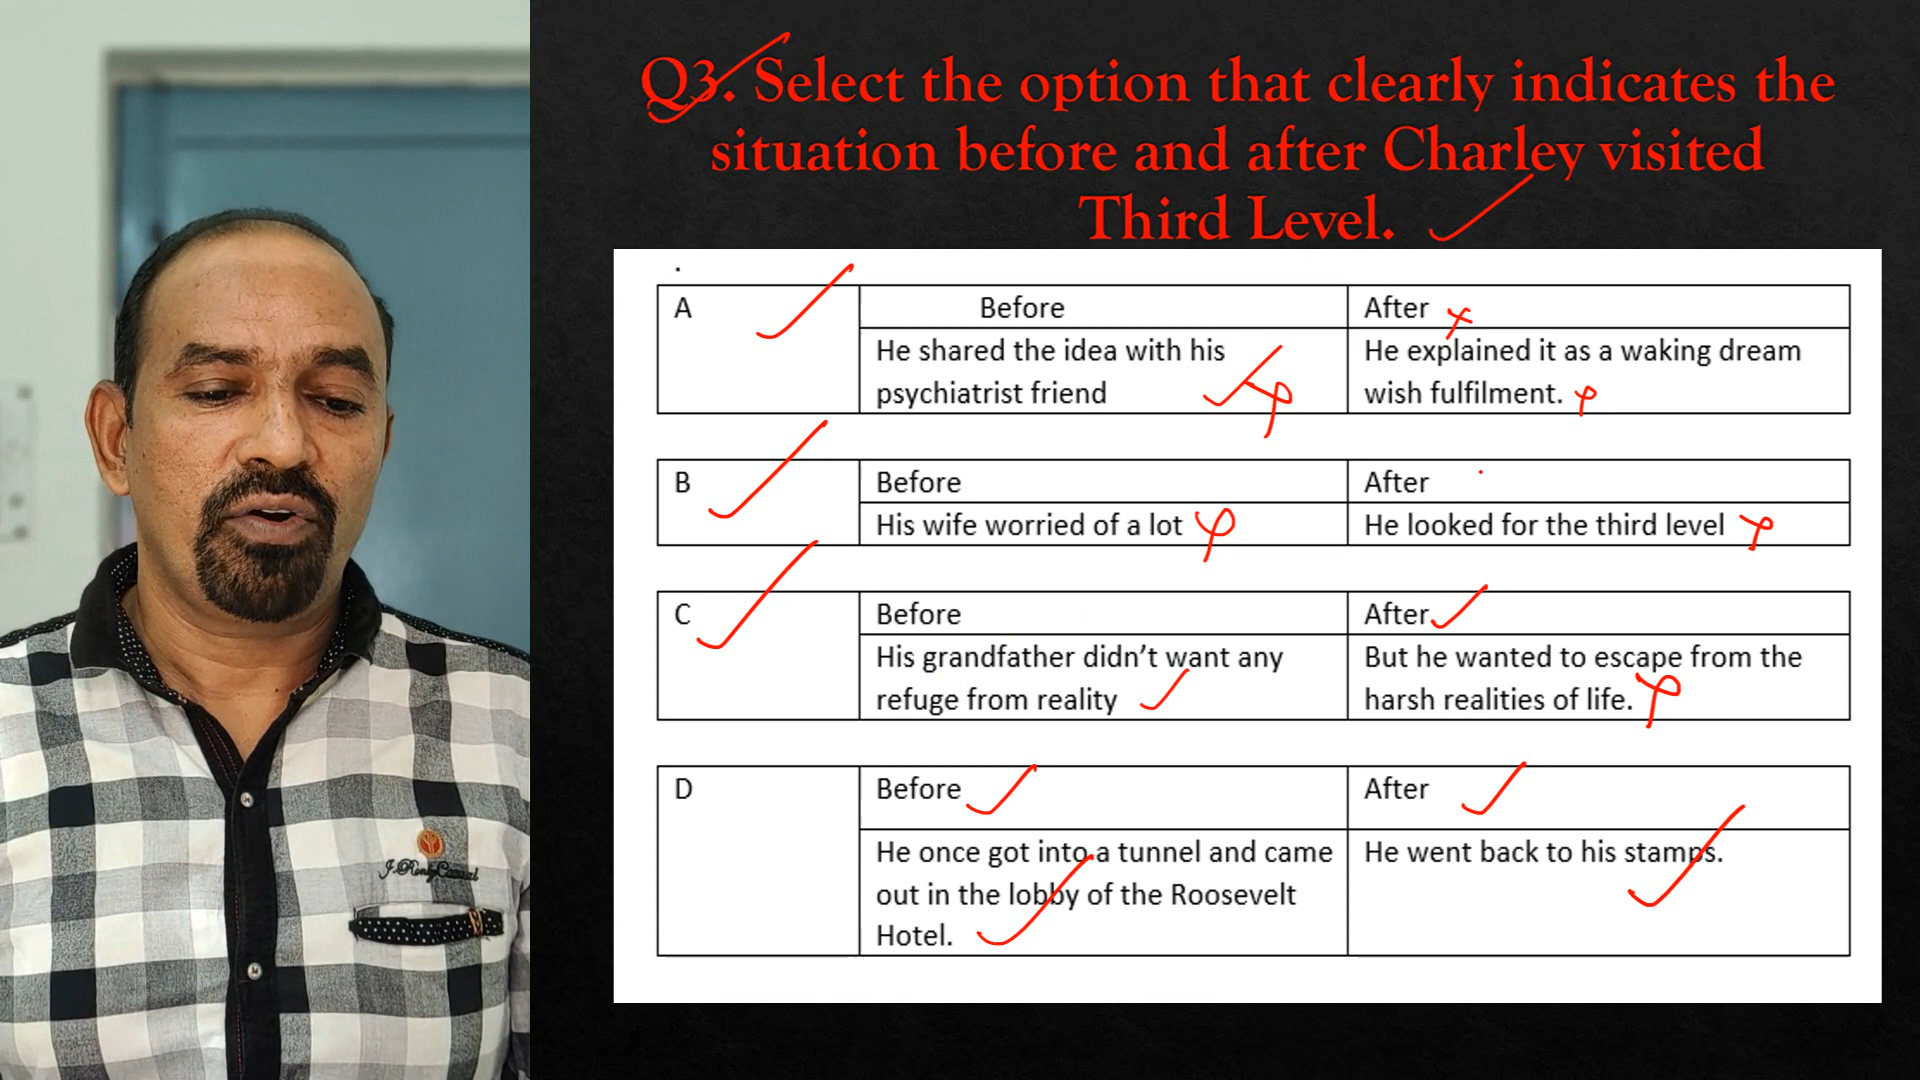 Q3. Select the option that clearly indicates the
situation before and after Charley visited
Third Level.
.
A
Before
After
He shared the idea with his
psychiatrist friend
He explained it as a waking dream
wish fulfilment.
B
Before
After
His wife worried of a lot
He looked for the third level
C
Before
After
His grandfather didn't want any
refuge from reality
But he wanted to escape from the
harsh realities of life.
D
Before
After
He once got into a tunnel and came
out in the lobby of the Roosevelt
Hotel.
He went back to his stamps.